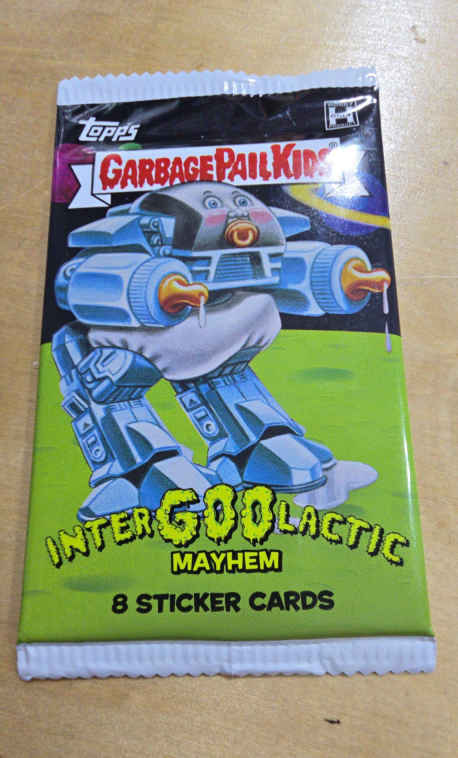 Topps
GARBAGE PAIL KIDS®
INTERGOOLACTIC
MAYHEM
8 STICKER CARDS